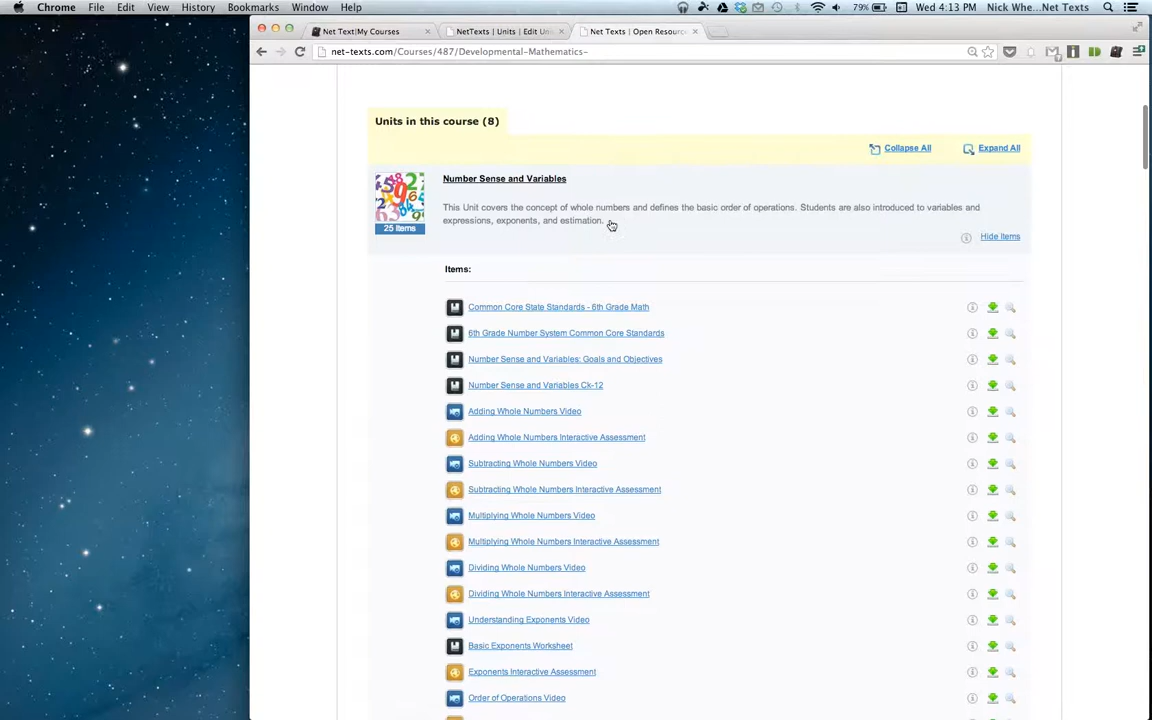 Chrome File Edit View History Bookmarks Window Help 79% Wed 4:13 PM Nick Whe...Net Texts
Net Text|My Courses NetTexts | Units | Edit Un Net Texts | Open Resourc
net-texts.com/Courses/487/Developmental-Mathematics-
Units in this course (8)
Collapse All Expand All
Number Sense and Variables
This Unit covers the concept of whole numbers and defines the basic order of operations. Students are also introduced to variables and
expressions, exponents, and estimation.
25 Items
Hide Items
Items:
Common Core State Standards - 6th Grade Math
6th Grade Number System Common Core Standards
Number Sense and Variables: Goals and Objectives
Number Sense and Variables Ck-12
Adding Whole Numbers Video
Adding Whole Numbers Interactive Assessment
Subtracting Whole Numbers Video
Subtracting Whole Numbers Interactive Assessment
Multiplying Whole Numbers Video
Multiplying Whole Numbers Interactive Assessment
Dividing Whole Numbers Video
Dividing Whole Numbers Interactive Assessment
Understanding Exponents Video
Basic Exponents Worksheet
Exponents Interactive Assessment
Order of Operations Video